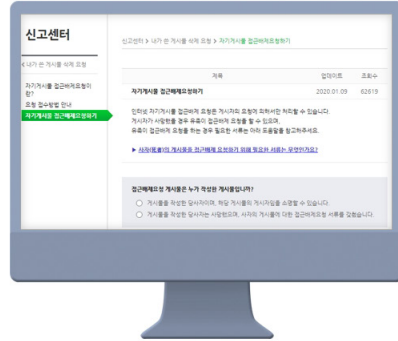 신고센터
신고센터 > 내가 쓴 게시물 삭제 요청 > 자기게시물 접근배제요청하기
< 내가 쓴 게시물 삭제 요청
자기게시물 접근배제요청이란?
요청 접수방법 안내
자기게시물 접근배제요청하기
제목 업데이트 조회수
자기게시물 접근배제요청하기 2020.01.09 62819
인터넷 자기게시물 접근배제 요청은 게시자의 요청에 의하서만 처리할 수 있습니다.
게시자가 사망했을 경우 유족이 접근배제 요청을 할 수 있으며,
유족이 접근배제 요청을 하는 경우 필요한 서류는 아래 도움말을 참고하주세요.
▶ 사자(死者)의 게시물을 접근배제 요청하기 위해 필요한 서류는 무엇인가요?
접근배제요청 게시물은 누가 작성한 게시물입니까?
○ 게시물을 작성한 당사자이며, 해당 게시물의 게시자임을 소명할 수 있습니다.
○ 게시물을 작성한 당사자는 사망했으며, 사자의 게시물에 대한 접근배제요청 서류를 갖췄습니다.